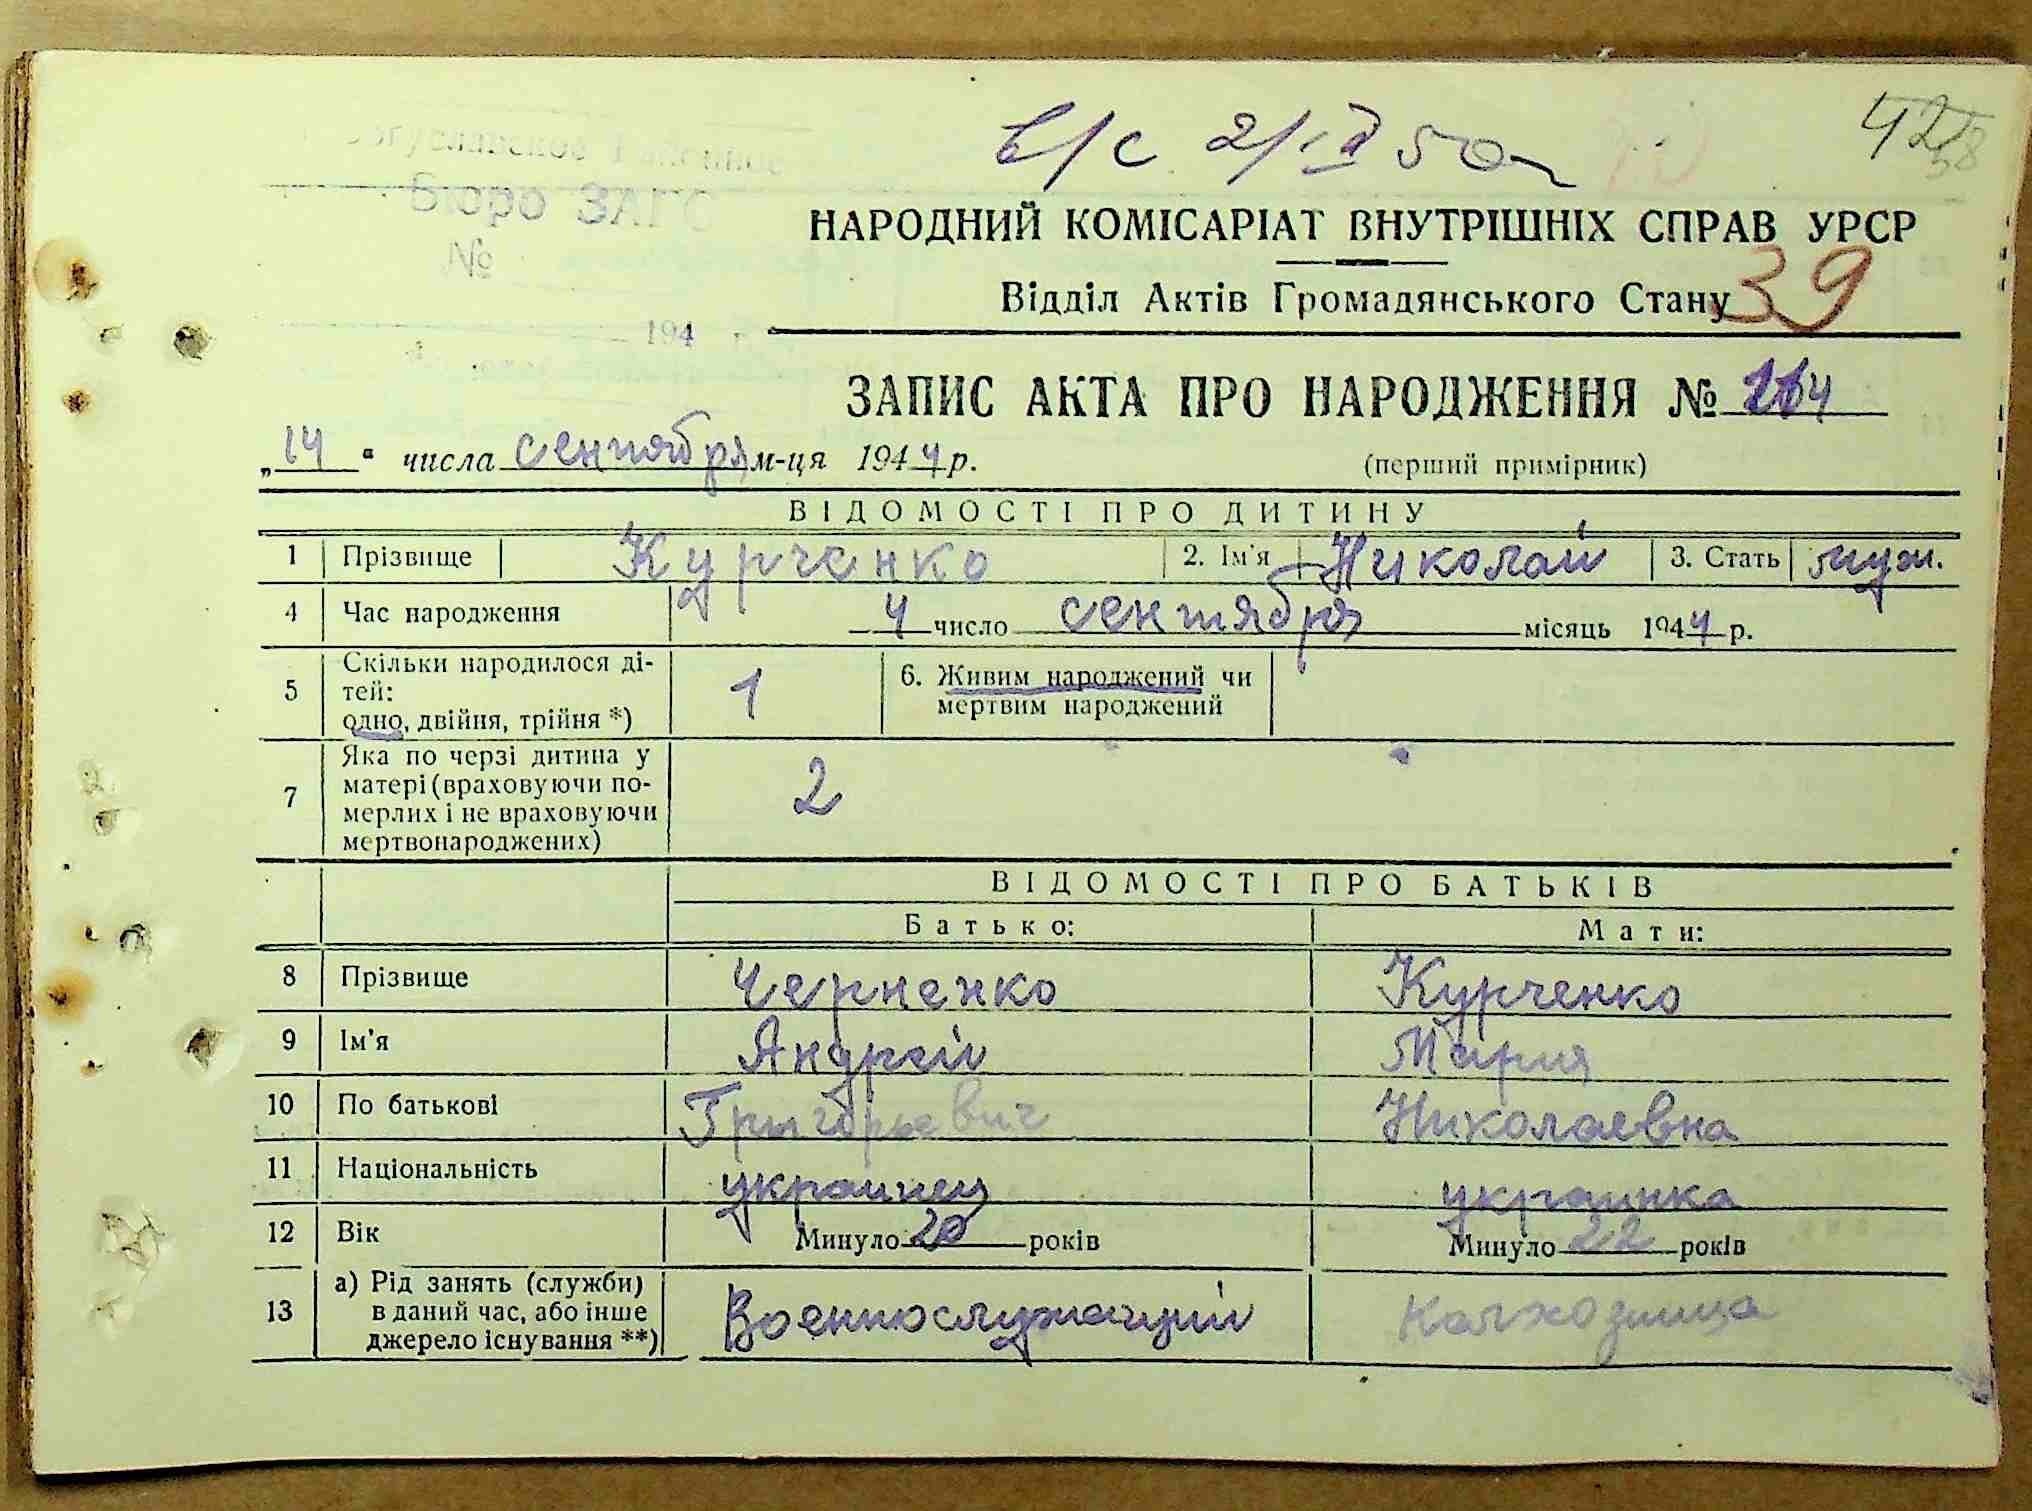 в/с 2/IV 50
42
НАРОДНИЙ КОМІСАРІАТ ВНУТРІШНІХ СПРАВ УРСР
Бюро ЗАГС
№
Відділ Актів Громадянського Стану 39
194
ЗАПИС АКТА ПРО НАРОДЖЕННЯ №
„14" числа сентября м-ця 1944 р. (перший примірник)
ВІДОМОСТІ ПРО ДИТИНУ
1 Прізвище Курченко 2. Ім'я Николай 3. Стать муж.
4 Час народження 4 число сентября місяць 1944 р.
5 Скільки народилося ді-
тей:
одно, двійня, трійня *) 1 6. Живим народжений чи
мертвим народжений
7 Яка по черзі дитина у
матері (враховуючи по-
мерлих і не враховуючи
мертвонароджених) 2
ВІДОМОСТІ ПРО БАТЬКІВ
Батько: Мати:
8 Прізвище Черненко Курченко
9 Ім'я Андрей Мария
10 По батькові Григорьевич Николаевна
11 Національність украинец украинка
12 Вік Минуло 20 років Минуло 22 років
13 а) Рід занять (служби)
в даний час, або інше
джерело існування **) Военнослужащий Колхозница